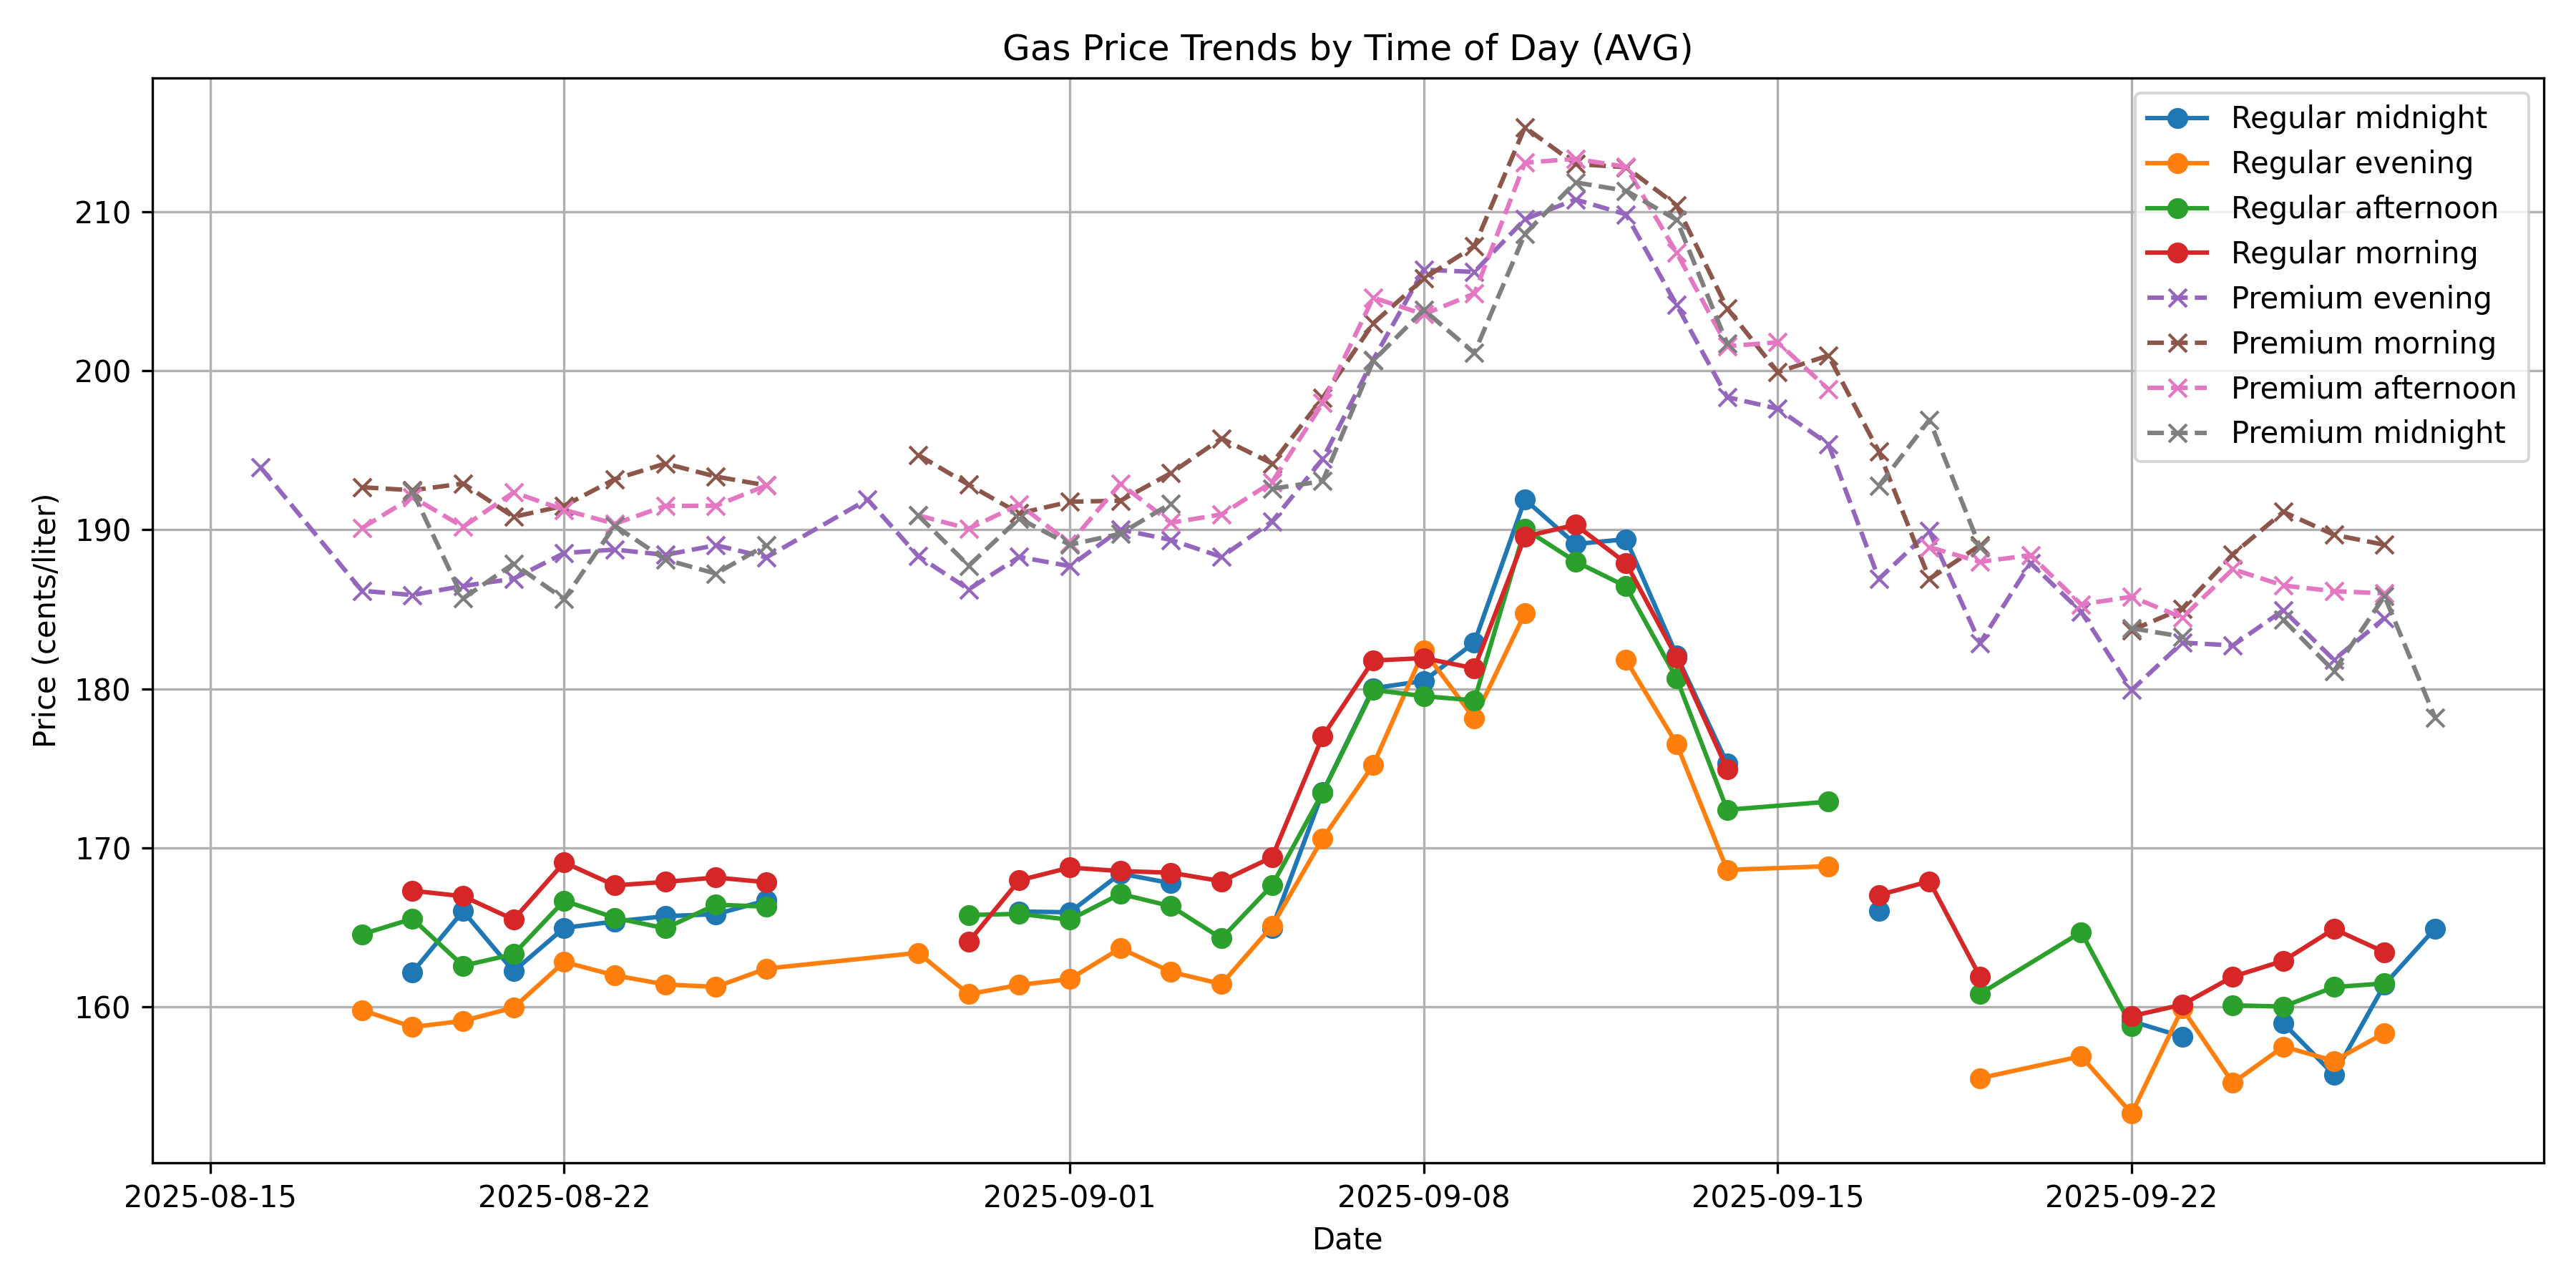 Gas Price Trends by Time of Day (AVG)
Regular midnight
Regular evening
Regular afternoon
Regular morning
Premium evening
Premium morning
Premium afternoon
Premium midnight
Price (cents/liter)
210
200
190
180
170
160
2025-08-15 2025-08-22 2025-09-01 2025-09-08 2025-09-15 2025-09-22
Date